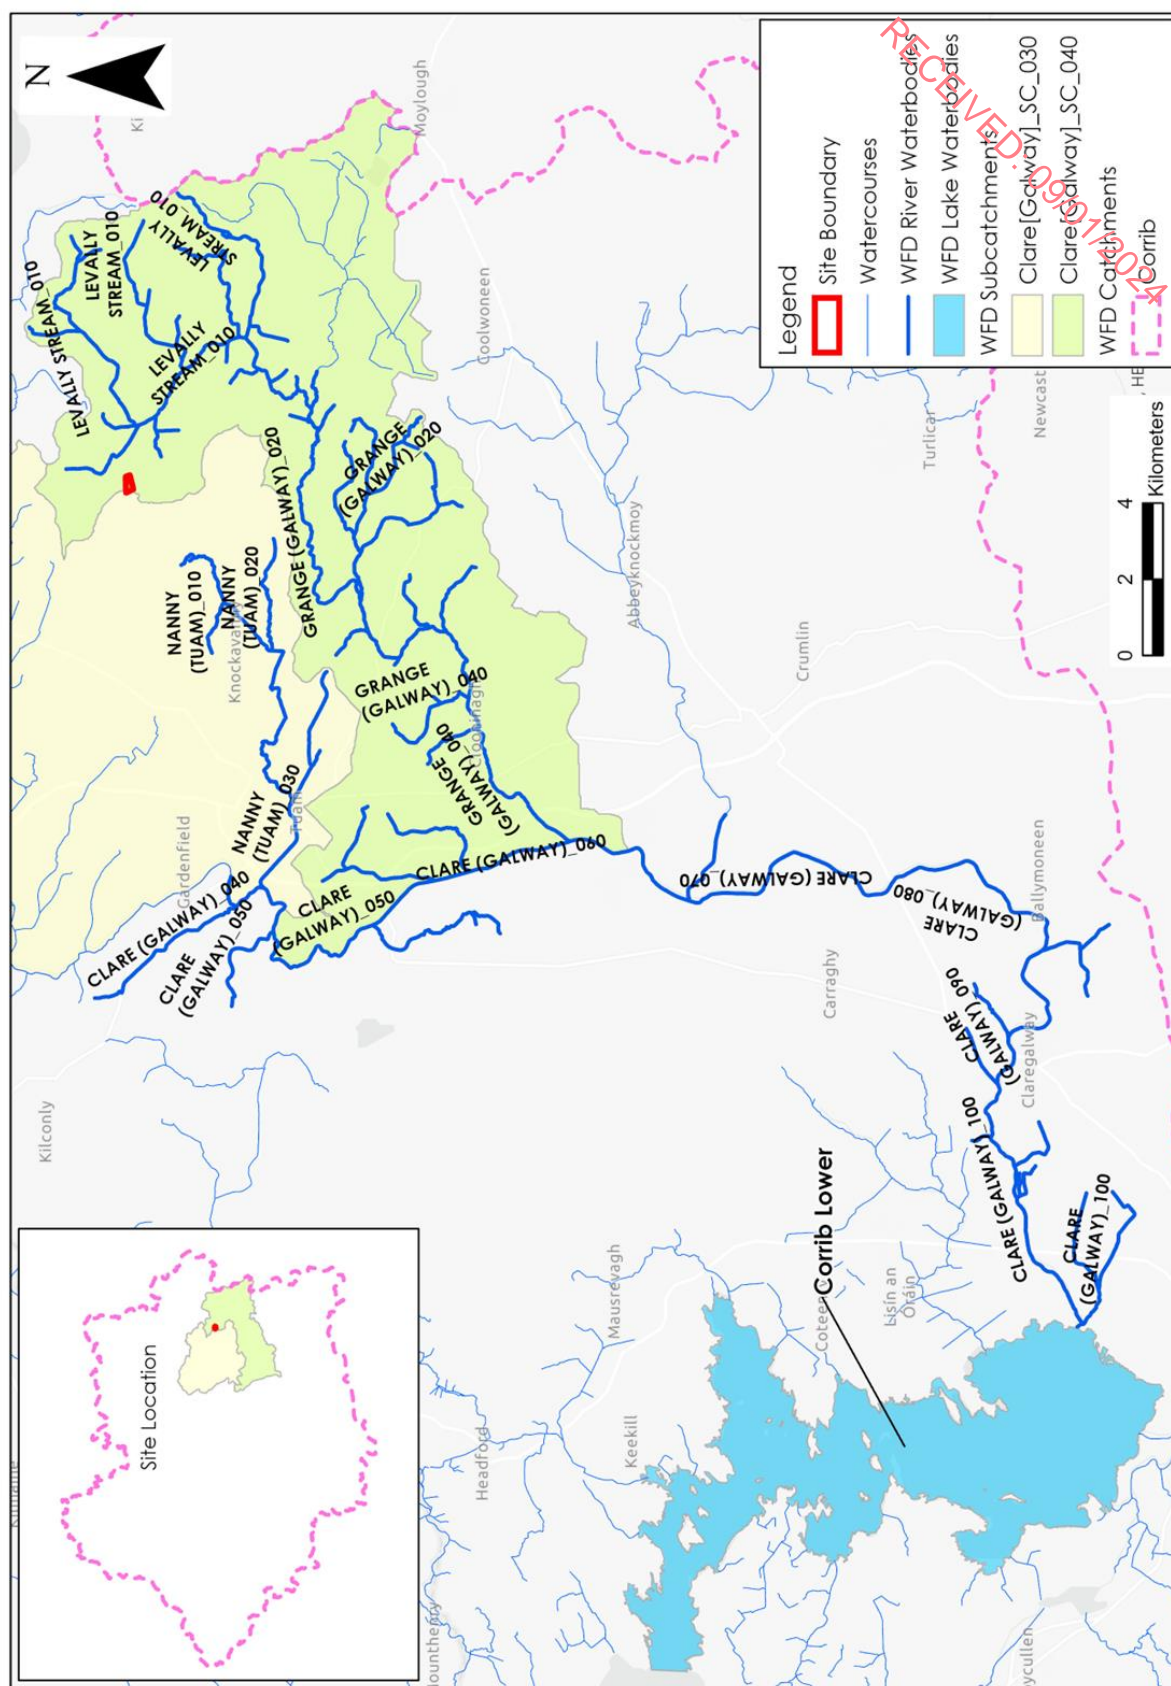 N
Ki
Moylough
LEVALLY STREAM_010
LEVALLY
STREAM_010
LEVALLY
STREAM_010
LEVALLY
STREAM_010
Coolwoneen
GRANGE (GALWAY)_020
GRANGE
(GALWAY)_020
NANNY
(TUAM)_010
NANNY
(TUAM)_020
Abbeyknockmoy
GRANGE
(GALWAY)_040
GRANGE
(GALWAY)_040
NANNY
(TUAM)_030
Tuam
Gardenfield
Crumlin
Turlicar
Newcast
CLARE (GALWAY)_040
CLARE
(GALWAY)_050
CLARE
(GALWAY)_050
CLARE (GALWAY)_060
CLARE (GALWAY)_070
CLARE
(GALWAY)_080
Ballymoneen
Carraghy
CLARE
(GALWAY)_090
Claregalway
CLARE (GALWAY)_100
CLARE
(GALWAY)_100
Kilconly
Corrib Lower
Lisín an
Oráin
Mausrevagh
Keekill
Headford
ycullen
Site Location
Legend
Site Boundary
Watercourses
WFD River Waterbodies
WFD Lake Waterbodies
WFD Subcatchments
Clare[Galway]_SC_030
Clare[Galway]_SC_040
WFD Catchments
Corrib
0 2 4
Kilometers
RECEIVED: 09/01/2024